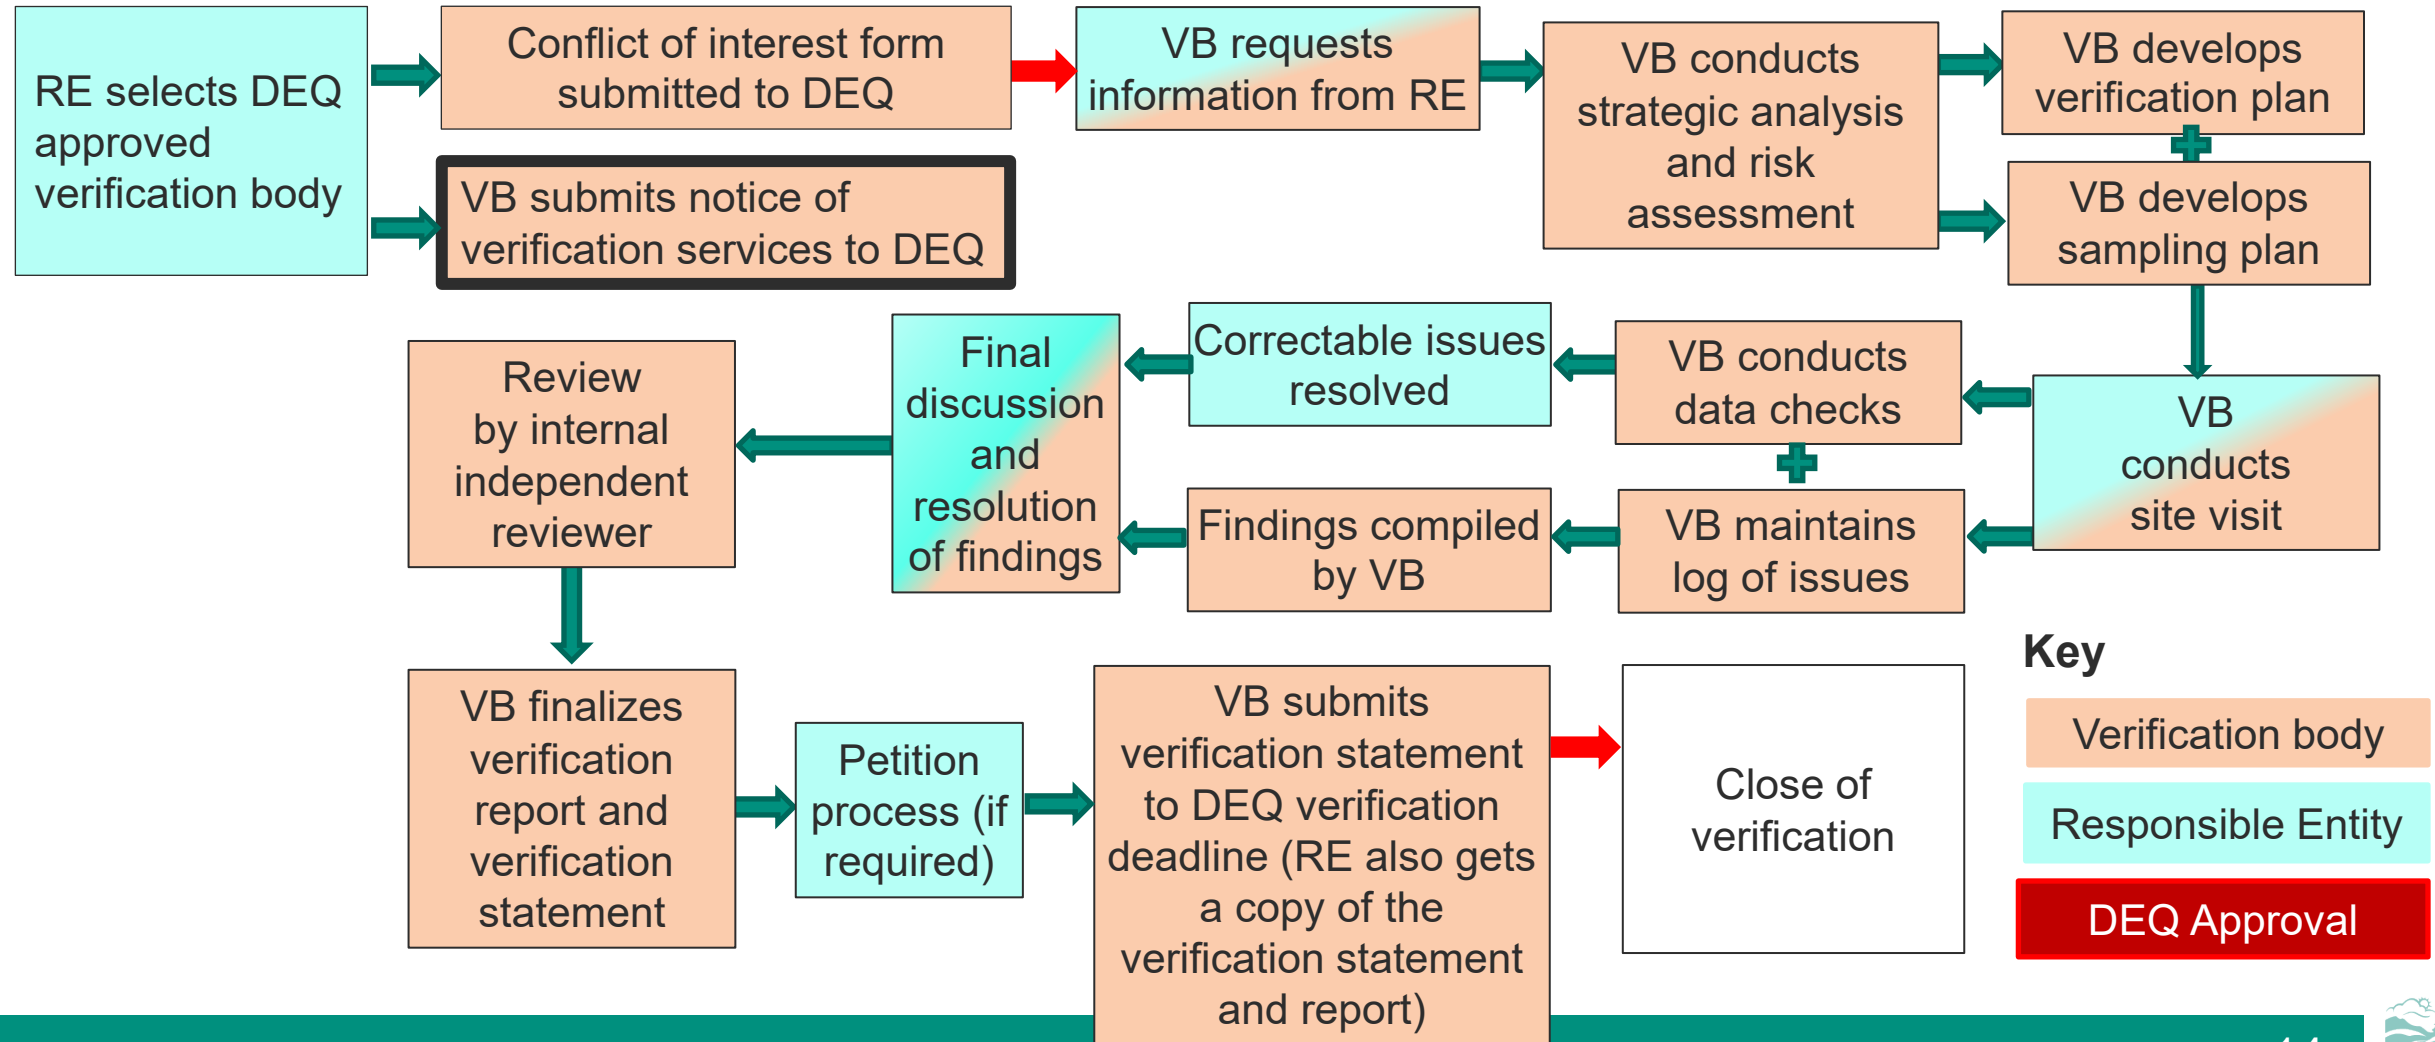 RE selects DEQ
approved
verification body
Conflict of interest form
submitted to DEQ
VB submits notice of
verification services to DEQ
VB requests
information from RE
VB conducts
strategic analysis
and risk
assessment
VB develops
verification plan
VB develops
sampling plan
VB
conducts
site visit
VB conducts
data checks
VB maintains
log of issues
Correctable issues
resolved
Findings compiled
by VB
Final
discussion
and
resolution
of findings
Review
by internal
independent
reviewer
VB finalizes
verification
report and
verification
statement
Petition
process (if
required)
VB submits
verification statement
to DEQ verification
deadline (RE also gets
a copy of the
verification statement
and report)
Close of
verification
Key
Verification body
Responsible Entity
DEQ Approval